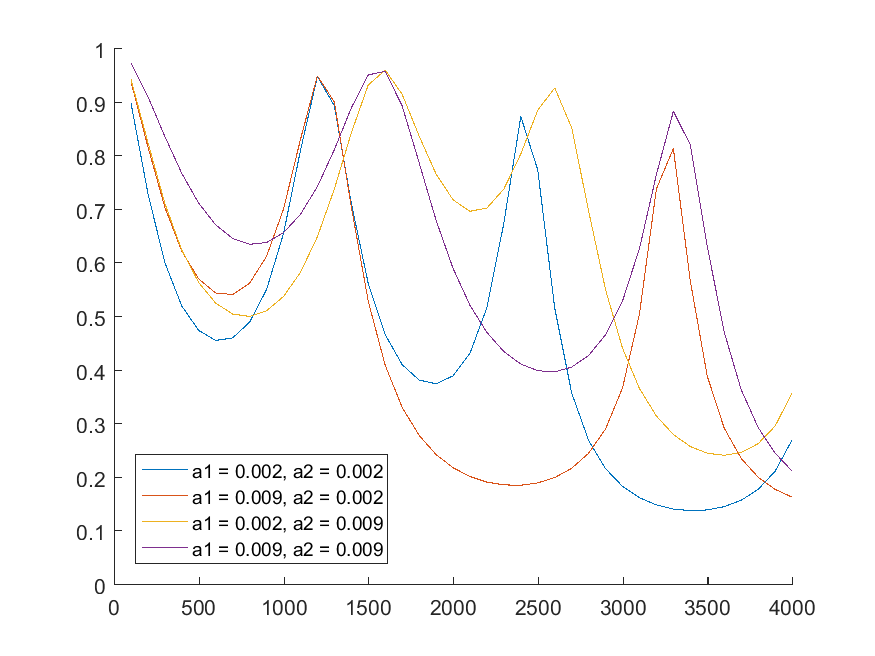 1
0.9
0.8
0.7
0.6
0.5
0.4
0.3
0.2
0.1
0
a1 = 0.002, a2 = 0.002
a1 = 0.009, a2 = 0.002
a1 = 0.002, a2 = 0.009
a1 = 0.009, a2 = 0.009
0 500 1000 1500 2000 2500 3000 3500 4000